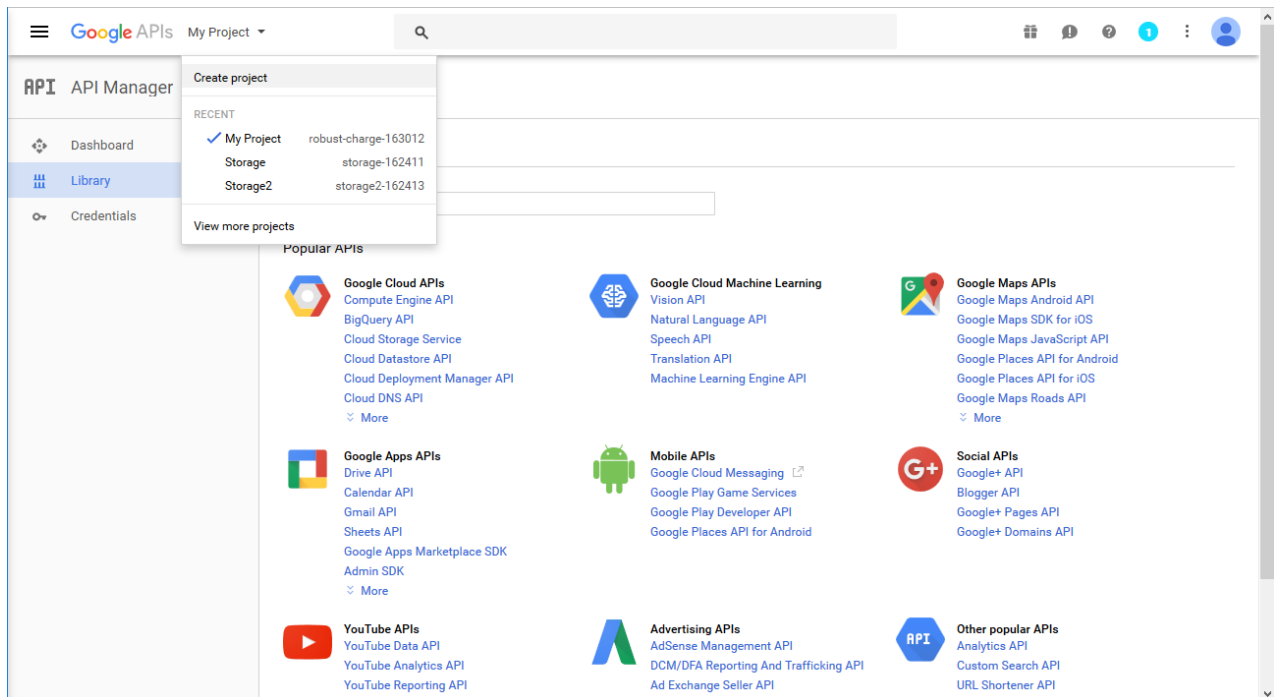 Google APIs My Project
1
Create project
API API Manager
RECENT
My Project robust-charge-163012
Storage storage-162411
Storage2 storage2-162413
View more projects
Dashboard
Library
Credentials
Popular APIs
Google Cloud APIs
Compute Engine API
BigQuery API
Cloud Storage Service
Cloud Datastore API
Cloud Deployment Manager API
Cloud DNS API
More
Google Cloud Machine Learning
Vision API
Natural Language API
Speech API
Translation API
Machine Learning Engine API
G
Google Maps APIs
Google Maps Android API
Google Maps SDK for iOS
Google Maps JavaScript API
Google Places API for Android
Google Places API for iOS
Google Maps Roads API
More
Google Apps APIs
Drive API
Calendar API
Gmail API
Sheets API
Google Apps Marketplace SDK
Admin SDK
More
Mobile APIs
Google Cloud Messaging
Google Play Game Services
Google Play Developer API
Google Places API for Android
G+
Social APIs
Google+ API
Blogger API
Google+ Pages API
Google+ Domains API
YouTube APIs
YouTube Data API
YouTube Analytics API
YouTube Reporting API
Advertising APIs
AdSense Management API
DCM/DFA Reporting And Trafficking API
Ad Exchange Seller API
API
Other popular APIs
Analytics API
Custom Search API
URL Shortener API